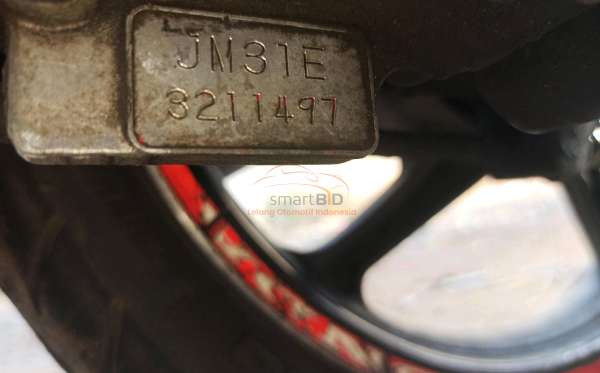 JM31E
3211497
smartBID
Lelang Otomotif Indonesia